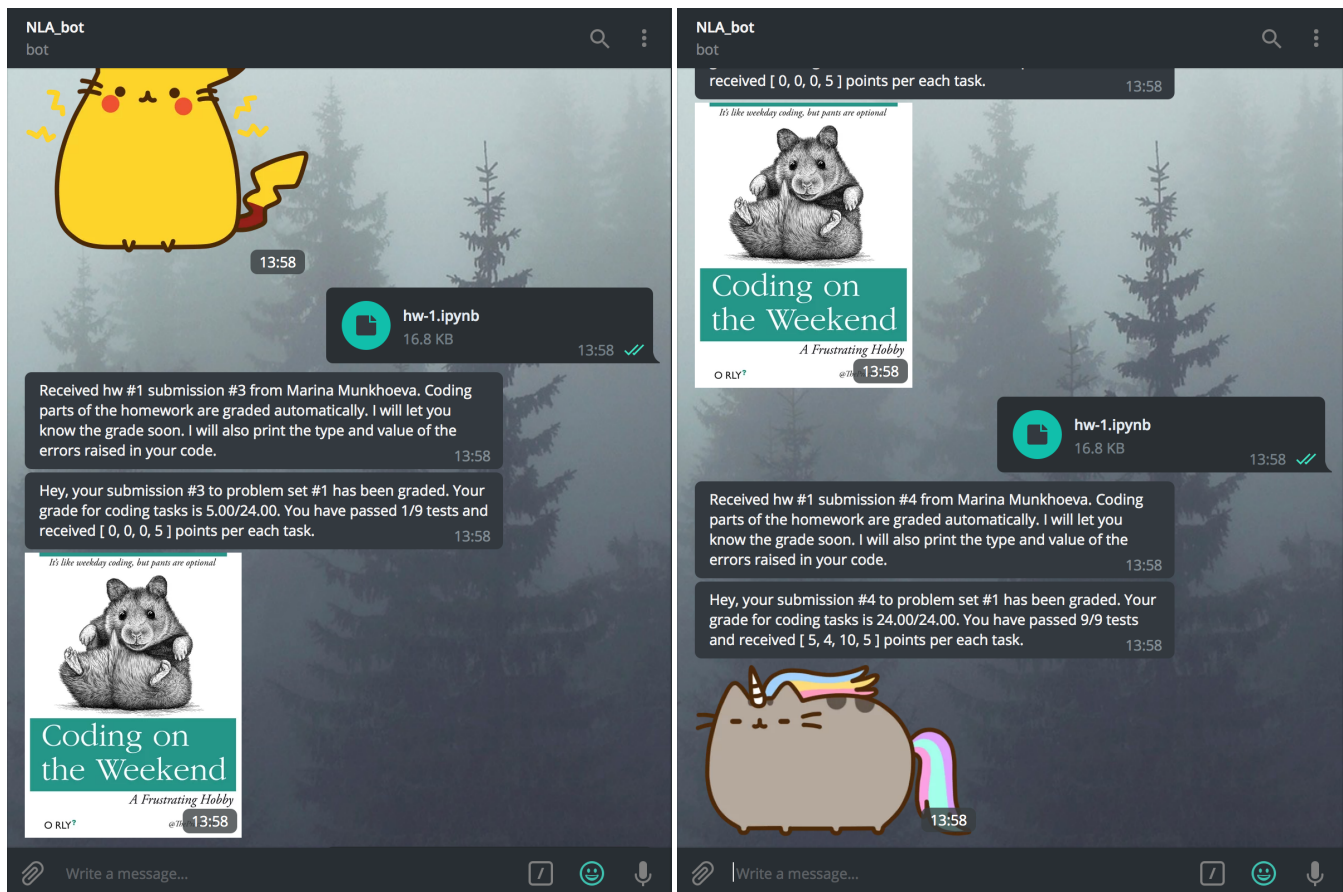 NLA_bot
bot
13:58
hw-1.ipynb
16.8 KB
13:58
Received hw #1 submission #3 from Marina Munkhoeva. Coding
parts of the homework are graded automatically. I will let you
know the grade soon. I will also print the type and value of the
errors raised in your code.
13:58
Hey, your submission #3 to problem set #1 has been graded. Your
grade for coding tasks is 5.00/24.00. You have passed 1/9 tests and
received [ 0, 0, 0, 5 ] points per each task.
13:58
It's like weekday coding, but pants are optional
Coding on
the Weekend
A Frustrating Hobby
O RLY?
13:58
Write a message...
NLA_bot
bot
received [ 0, 0, 0, 5 ] points per each task.
13:58
It's like weekday coding, but pants are optional
Coding on
the Weekend
A Frustrating Hobby
O RLY?
13:58
hw-1.ipynb
16.8 KB
13:58
Received hw #1 submission #4 from Marina Munkhoeva. Coding
parts of the homework are graded automatically. I will let you
know the grade soon. I will also print the type and value of the
errors raised in your code.
13:58
Hey, your submission #4 to problem set #1 has been graded. Your
grade for coding tasks is 24.00/24.00. You have passed 9/9 tests
and received [ 5, 4, 10, 5 ] points per each task.
13:58
13:58
Write a message...